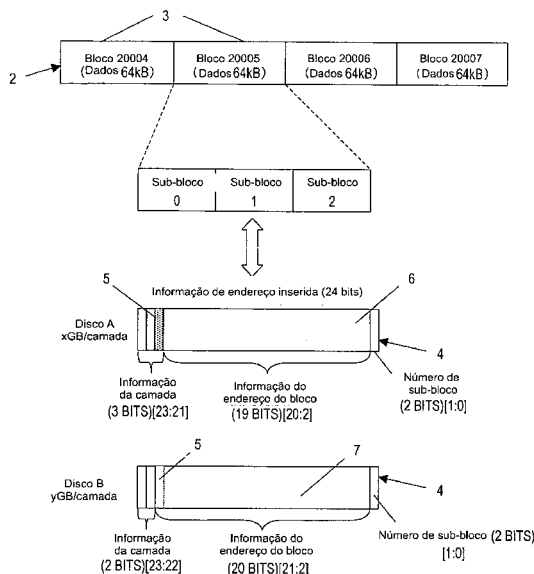 3
2
Bloco 20004
(Dados 64kB)
Bloco 20005
(Dados 64kB)
Bloco 20006
(Dados 64kB)
Bloco 20007
(Dados 64kB)
Sub-bloco
0
Sub-bloco
1
Sub-bloco
2
5
Informação de endereço inserida (24 bits)
6
Disco A
xGB/camada
4
Informação
da camada
(3 BITS)[23:21]
Informação do
endereço do bloco
(19 BITS)[20:2]
Número de
sub-bloco
(2 BITS)[1:0]
5
7
Disco B
yGB/camada
4
Informação
da camada
(2 BITS)[23:22]
Informação do
endereço do bloco
(20 BITS)[21:2]
Número de sub-bloco (2 BITS)
[1:0]